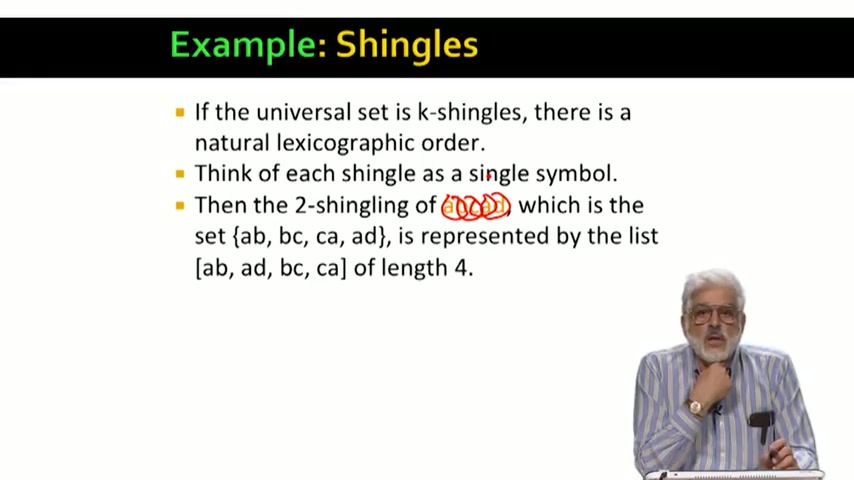 Example: Shingles
If the universal set is k-shingles, there is a
natural lexicographic order.
Think of each shingle as a single symbol.
Then the 2-shingling of , which is the
set {ab, bc, ca, ad}, is represented by the list
[ab, ad, bc, ca] of length 4.